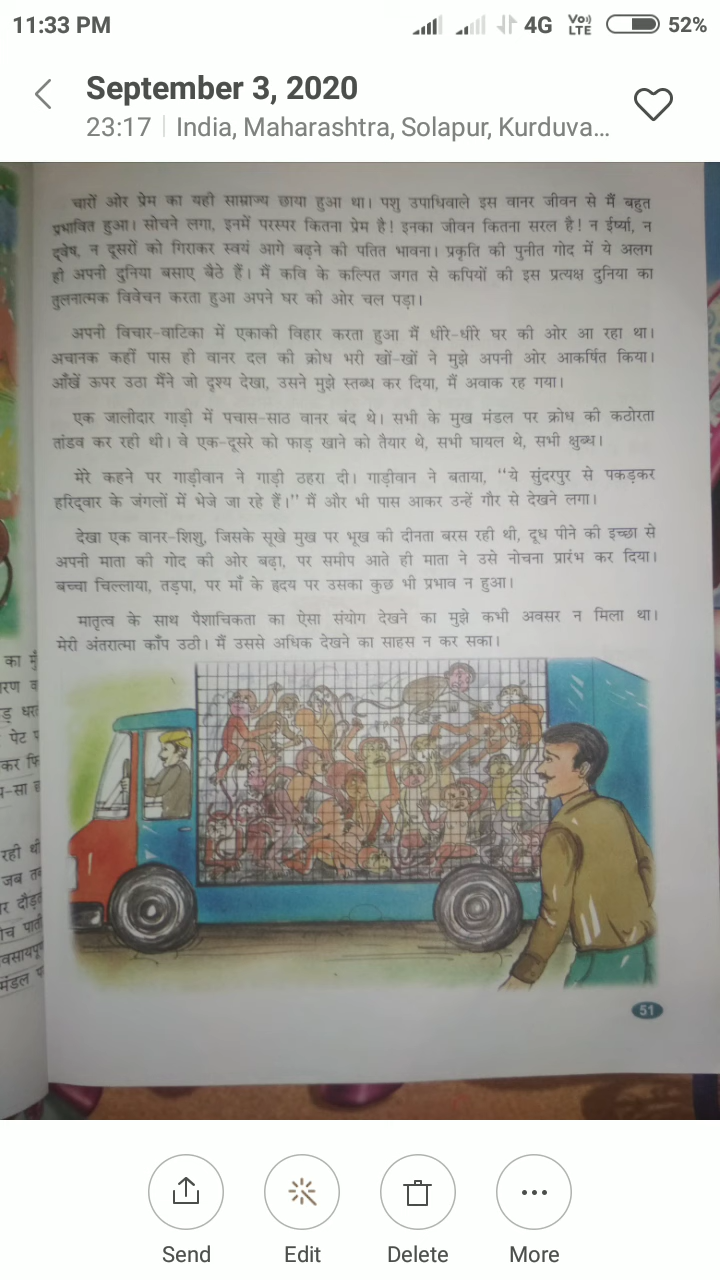 11:33 PM
4G VoLTE 52%
September 3, 2020
23:17 | India, Maharashtra, Solapur, Kurduva...
चारों ओर प्रेम का यही साम्राज्य छाया हुआ था। पशु उपाधिवाले इस वानर जीवन से मैं बहुत
प्रभावित हुआ। सोचने लगा, इनमें परस्पर कितना प्रेम है! इनका जीवन कितना सरल है! न ईर्ष्या, न
द्वेष, न दूसरों को गिराकर स्वयं आगे बढ़ने की पतित भावना। प्रकृति की पुनीत गोद में ये अलग
ही अपनी दुनिया बसाए बैठे हैं। मैं कवि के कल्पित जगत से कपियों की इस प्रत्यक्ष दुनिया का
तुलनात्मक विवेचन करता हुआ अपने घर की ओर चल पड़ा।
अपनी विचार-वाटिका में एकाकी विहार करता हुआ मैं धीरे-धीरे घर की ओर आ रहा था।
अचानक कहीं पास ही वानर दल की क्रोध भरी खों-खों ने मुझे अपनी ओर आकर्षित किया।
आँखें ऊपर उठा मैंने जो दृश्य देखा, उसने मुझे स्तब्ध कर दिया, मैं अवाक रह गया।
एक जालीदार गाड़ी में पचास-साठ वानर बंद थे। सभी के मुख मंडल पर क्रोध की कठोरता
तांडव कर रही थी। वे एक-दूसरे को फाड़ खाने को तैयार थे, सभी घायल थे, सभी क्षुब्ध।
मेरे कहने पर गाड़ीवान ने गाड़ी ठहरा दी। गाड़ीवान ने बताया, "ये सुंदरपुर से पकड़कर
हरिद्वार के जंगलों में भेजे जा रहे हैं।" मैं और भी पास आकर उन्हें गौर से देखने लगा।
देखा एक वानर-शिशु, जिसके सूखे मुख पर भूख की दीनता बरस रही थी, दूध पीने की इच्छा से
अपनी माता की गोद की ओर बढ़ा, पर समीप आते ही माता ने उसे नोचना प्रारंभ कर दिया।
बच्चा चिल्लाया, तड़पा, पर माँ के हृदय पर उसका कुछ भी प्रभाव न हुआ।
मातृत्व के साथ पैशाचिकता का ऐसा संयोग देखने का मुझे कभी अवसर न मिला था।
मेरी अंतरात्मा काँप उठी। मैं उससे अधिक देखने का साहस न कर सका।
का
पेट
कर
रही थी
जब
मंडल
51
Send Edit Delete More